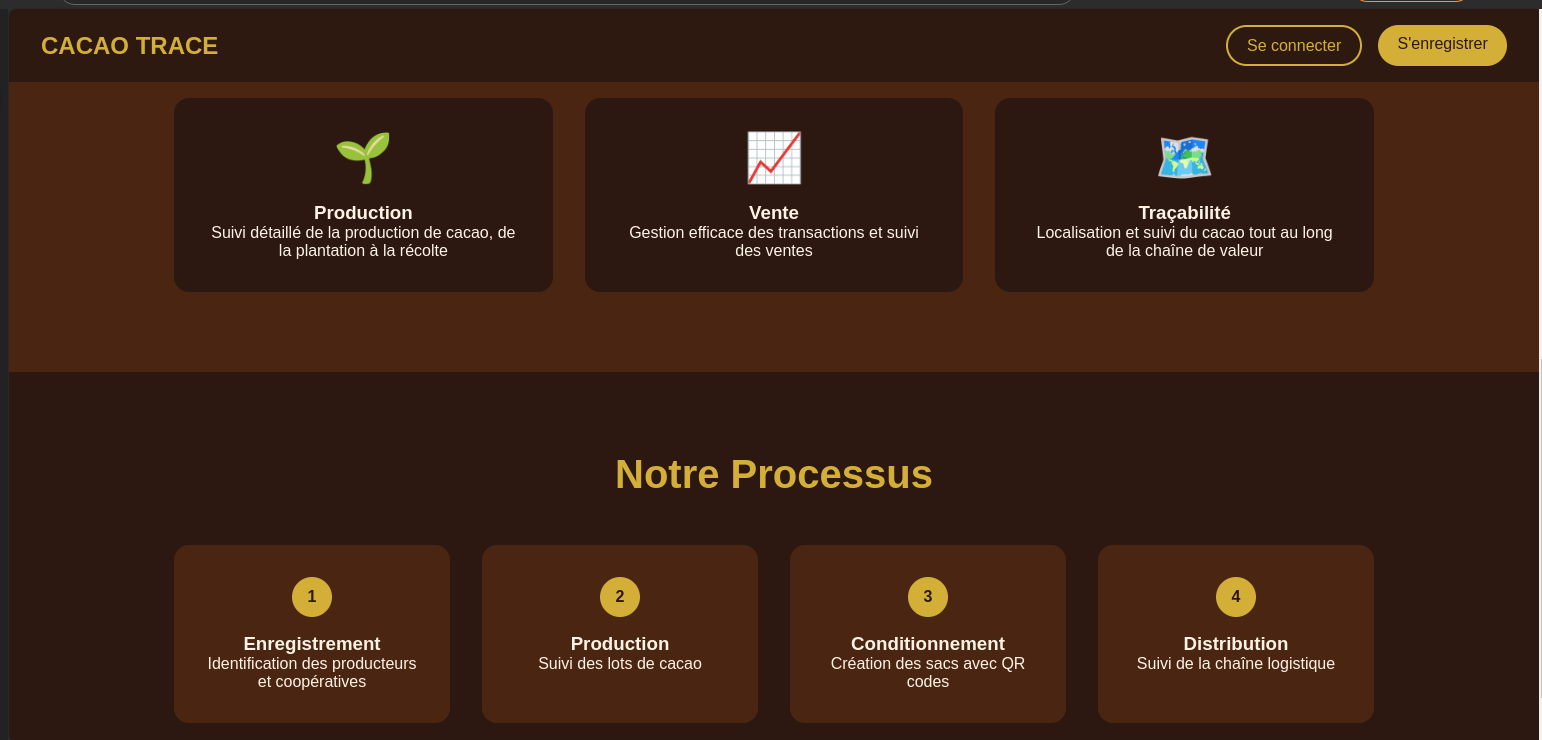 CACAO TRACE
Se connecter
S'enregistrer
Production
Suivi détaillé de la production de cacao, de
la plantation à la récolte
Vente
Gestion efficace des transactions et suivi
des ventes
Traçabilité
Localisation et suivi du cacao tout au long
de la chaîne de valeur
Notre Processus
1
Enregistrement
Identification des producteurs
et coopératives
2
Production
Suivi des lots de cacao
3
Conditionnement
Création des sacs avec QR
codes
4
Distribution
Suivi de la chaîne logistique